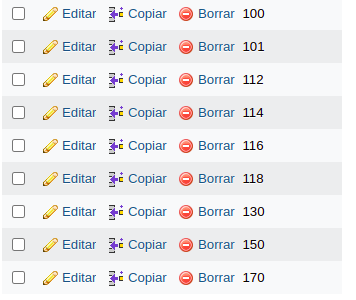 Editar Copiar Borrar 100
Editar Copiar Borrar 101
Editar Copiar Borrar 112
Editar Copiar Borrar 114
Editar Copiar Borrar 116
Editar Copiar Borrar 118
Editar Copiar Borrar 130
Editar Copiar Borrar 150
Editar Copiar Borrar 170